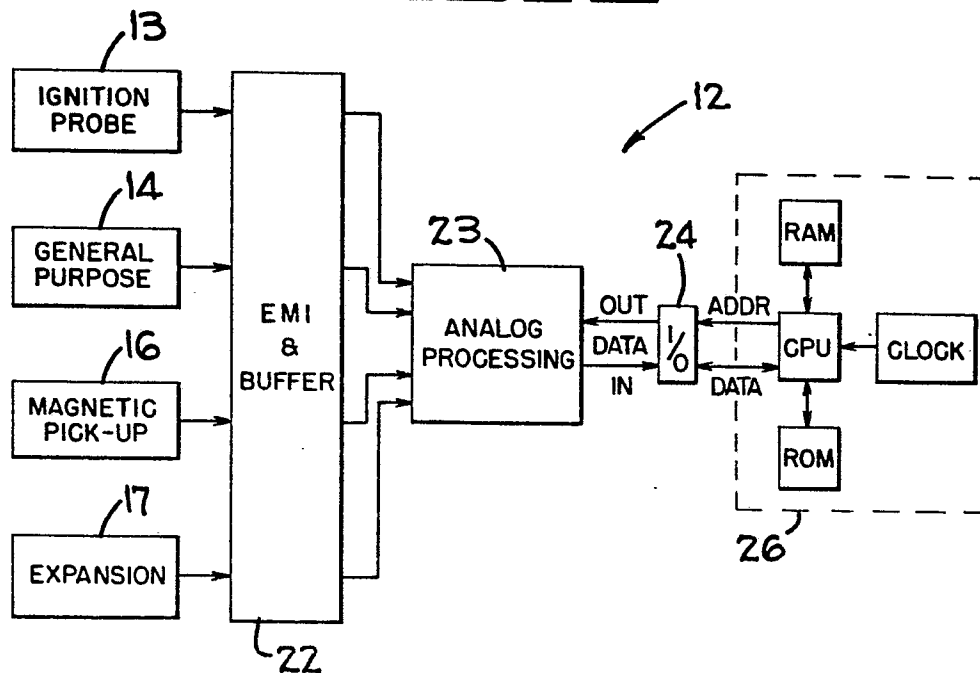 13
IGNITION
PROBE
12
14
GENERAL
PURPOSE
23
24
RAM
EMI
&
BUFFER
ANALOG
PROCESSING
OUT
DATA
IN
I/O
ADDR
DATA
CPU
CLOCK
16
MAGNETIC
PICK-UP
ROM
17
EXPANSION
26
22